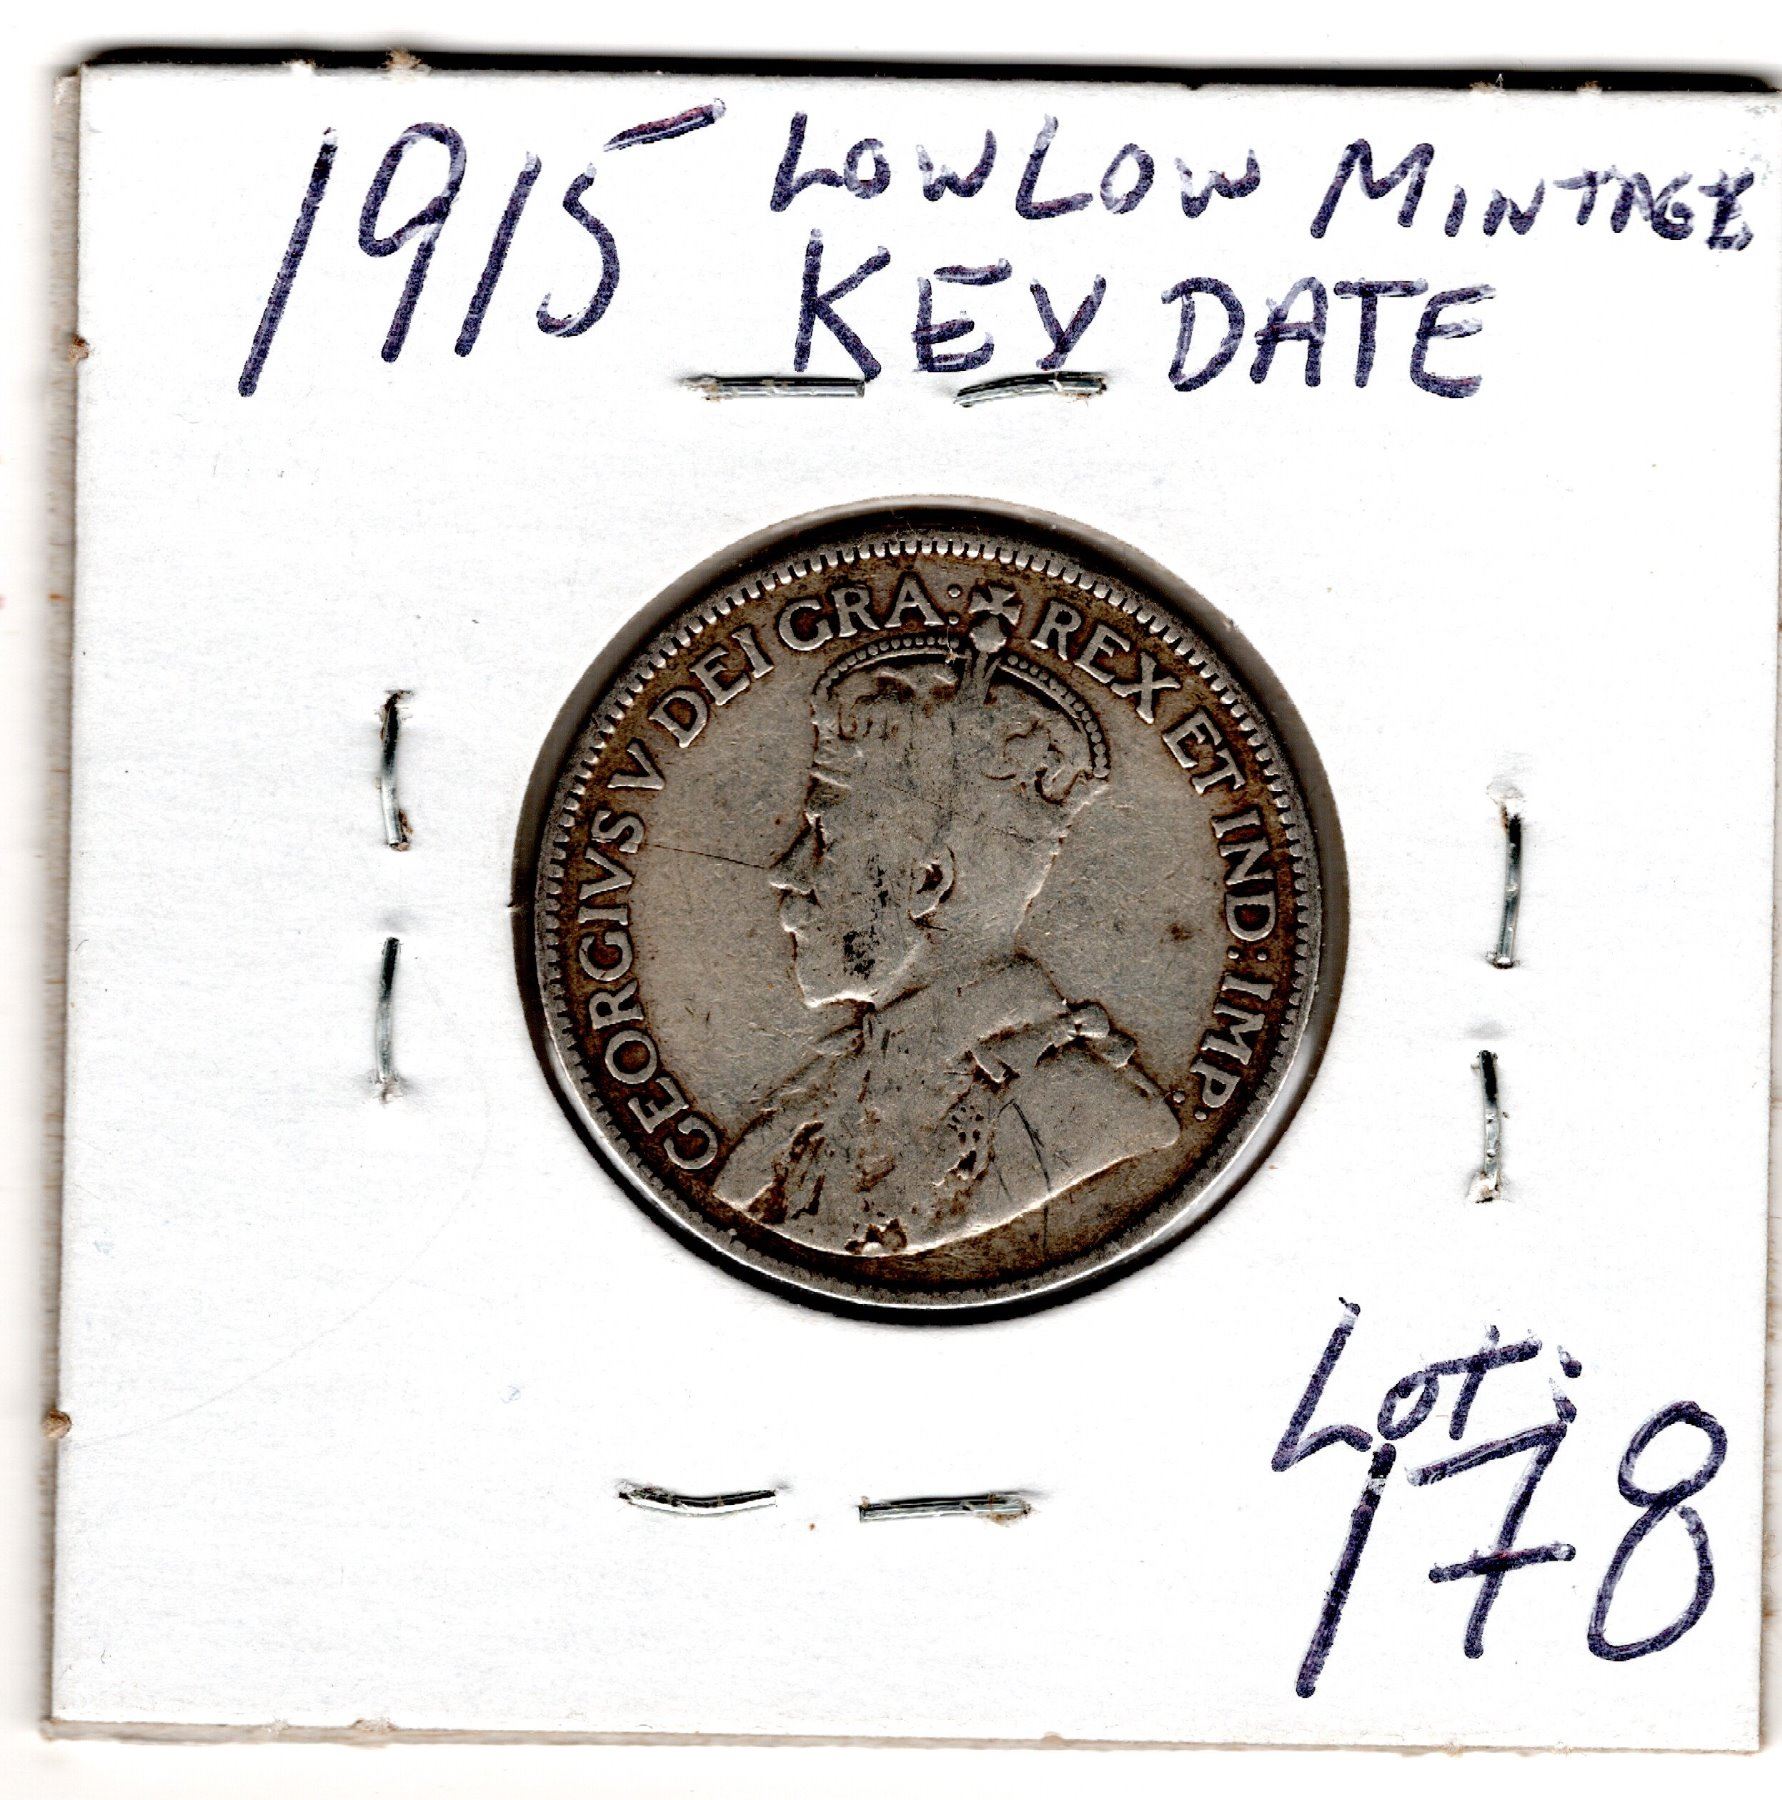 1915 LOW LOW MINTAGE
KEY DATE
GEORGIVS V DEI GRA: REX ET IND: IMP:
LOT:
178